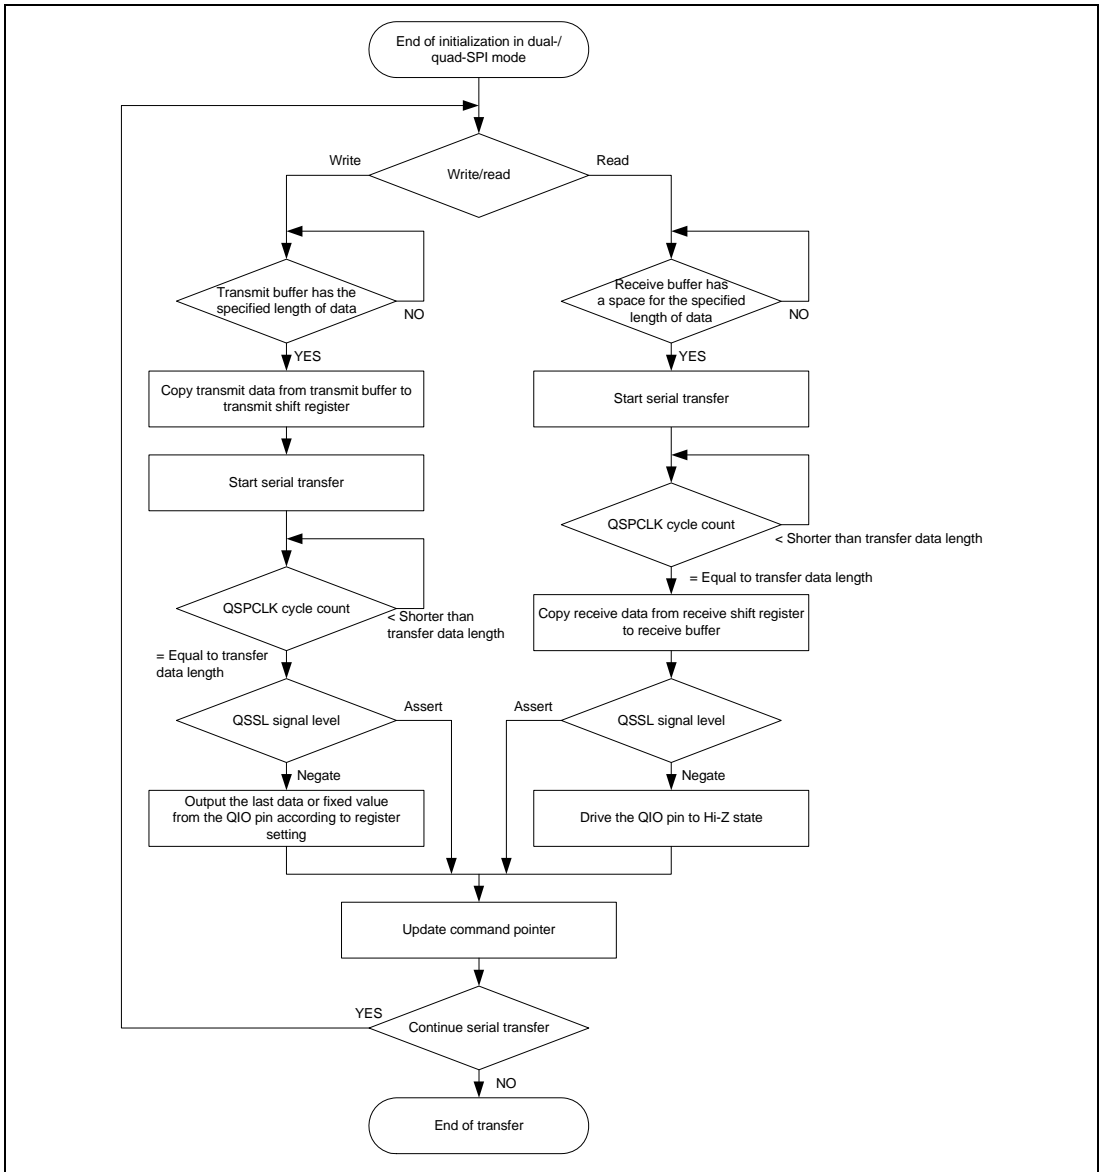 End of initialization in dual-/
quad-SPI mode
Write/read
Write
Read
Transmit buffer has the
specified length of data
NO
YES
Copy transmit data from transmit buffer to
transmit shift register
Start serial transfer
QSPCLK cycle count
< Shorter than
transfer data length
= Equal to transfer
data length
QSSL signal level
Assert
Negate
Output the last data or fixed value
from the QIO pin according to register
setting
Receive buffer has
a space for the specified
length of data
NO
YES
Start serial transfer
QSPCLK cycle count
< Shorter than transfer data length
= Equal to transfer data length
Copy receive data from receive shift register
to receive buffer
QSSL signal level
Assert
Negate
Drive the QIO pin to Hi-Z state
Update command pointer
Continue serial transfer
YES
NO
End of transfer